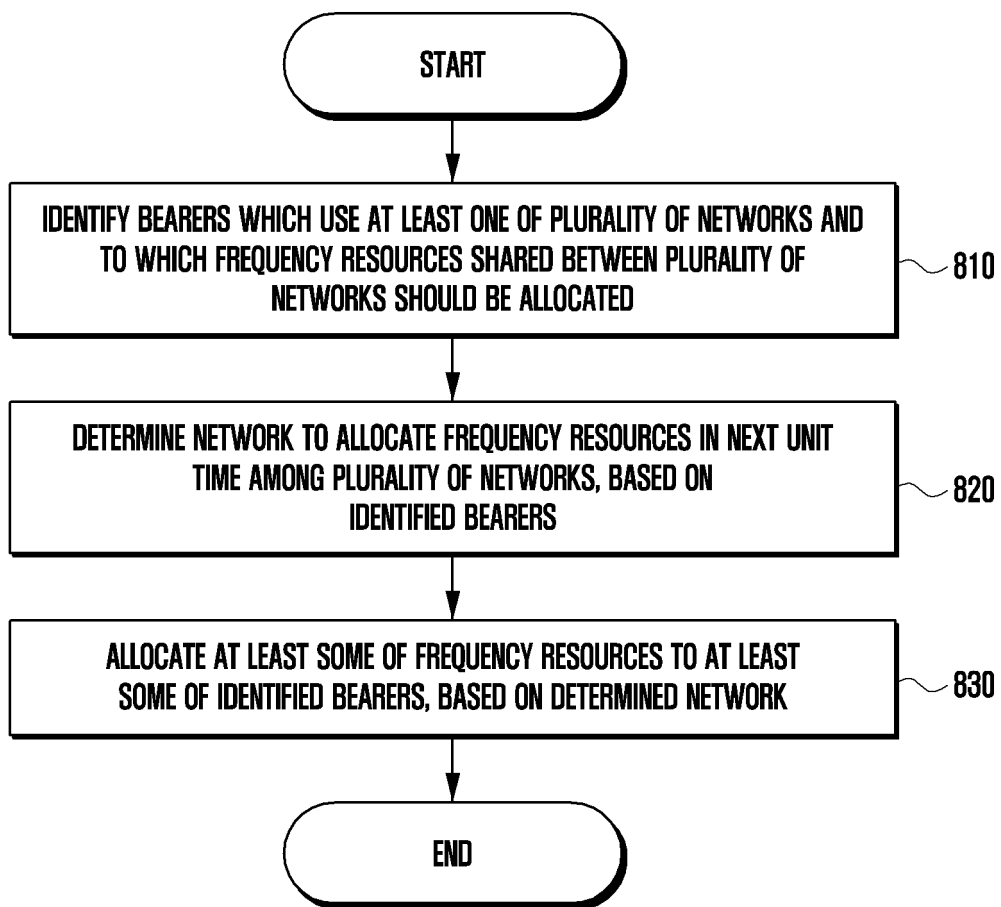 START
IDENTIFY BEARERS WHICH USE AT LEAST ONE OF PLURALITY OF NETWORKS AND
TO WHICH FREQUENCY RESOURCES SHARED BETWEEN PLURALITY OF
NETWORKS SHOULD BE ALLOCATED
810
DETERMINE NETWORK TO ALLOCATE FREQUENCY RESOURCES IN NEXT UNIT
TIME AMONG PLURALITY OF NETWORKS, BASED ON
IDENTIFIED BEARERS
820
ALLOCATE AT LEAST SOME OF FREQUENCY RESOURCES TO AT LEAST
SOME OF IDENTIFIED BEARERS, BASED ON DETERMINED NETWORK
830
END